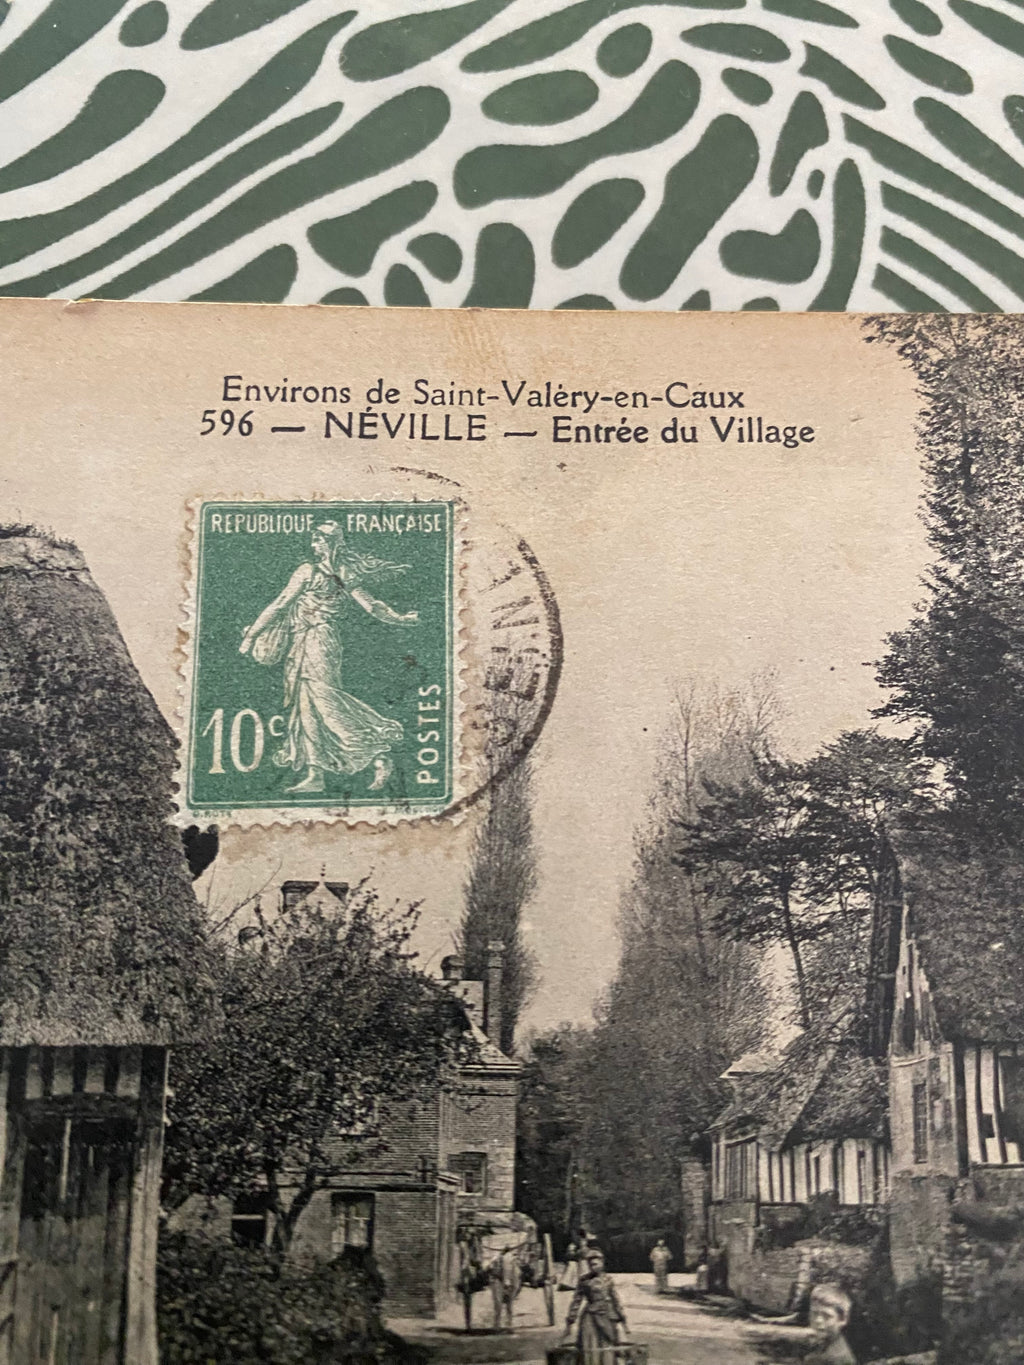 Environs de Saint-Valéry-en-Caux
596 — NÉVILLE — Entrée du Village
REPUBLIQUE FRANÇAISE
10c
POSTES